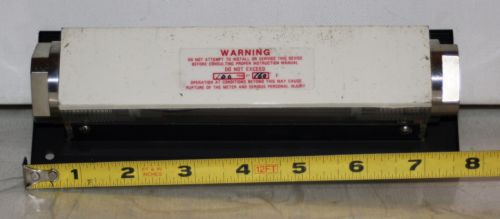 WARNING
DO NOT ATTEMPT TO INSTALL OR SERVICE THIS DEVICE
BEFORE CONSULTING PROPER INSTRUCTION MANUAL
DO NOT EXCEED
F
OPERATION AT CONDITIONS BEYOND THIS MAY CAUSE
RUPTURE OF THE METER AND SERIOUS PERSONAL INJURY
1 2 3 4 12FT 5 6 7 8
INCHES